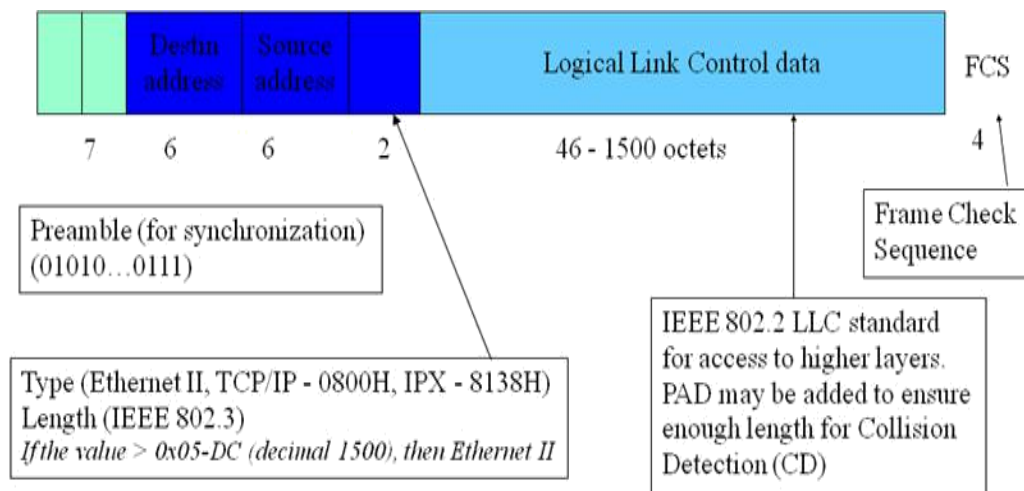 Destin
address
Source
address
Logical Link Control data
FCS
7
6
6
2
46 - 1500 octets
4
Preamble (for synchronization)
(01010…0111)
Frame Check
Sequence
Type (Ethernet II, TCP/IP - 0800H, IPX - 8138H)
Length (IEEE 802.3)
If the value > 0x05-DC (decimal 1500), then Ethernet II
IEEE 802.2 LLC standard
for access to higher layers.
PAD may be added to ensure
enough length for Collision
Detection (CD)